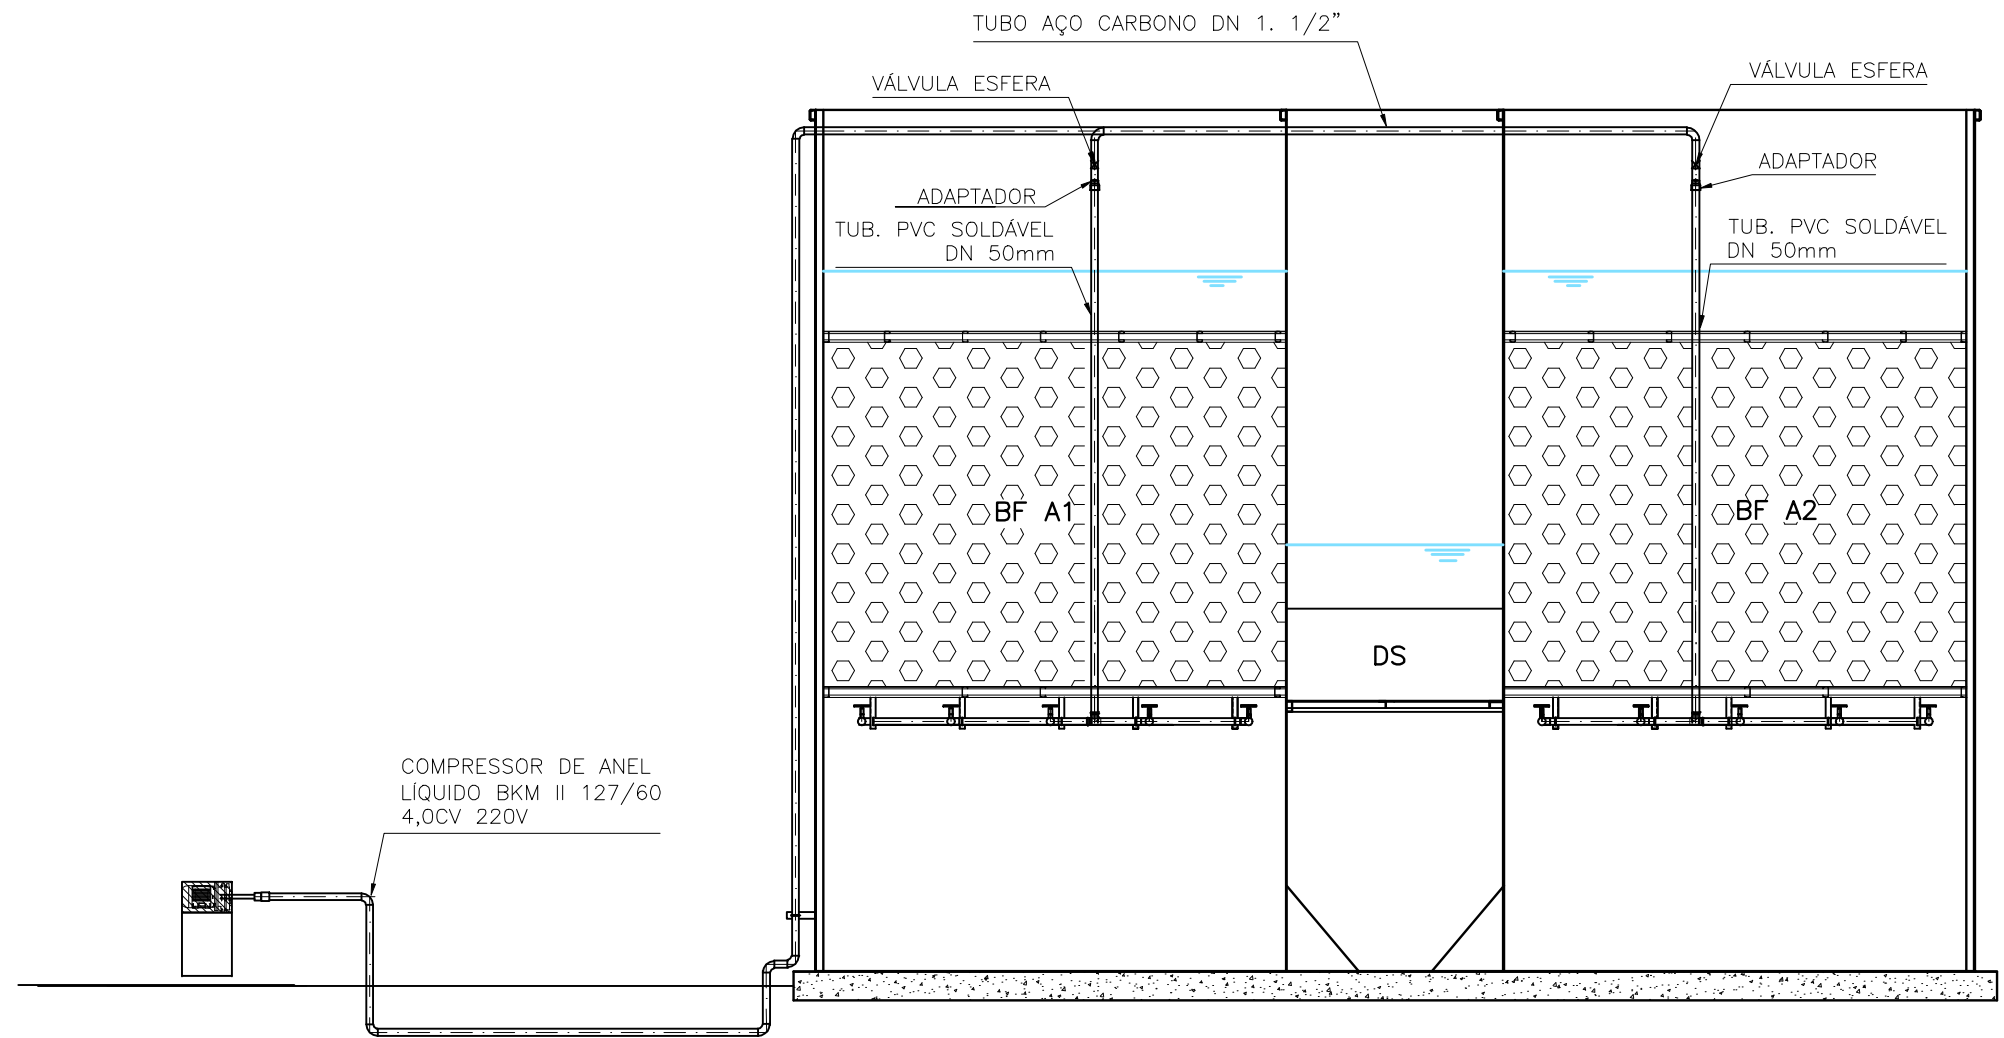 TUBO AÇO CARBONO DN 1. 1/2”
VÁLVULA ESFERA
VÁLVULA ESFERA
ADAPTADOR
ADAPTADOR
TUB. PVC SOLDÁVEL
DN 50mm
TUB. PVC SOLDÁVEL
DN 50mm
BF A1
BF A2
DS
COMPRESSOR DE ANEL
LÍQUIDO BKM II 127/60
4,0CV 220V